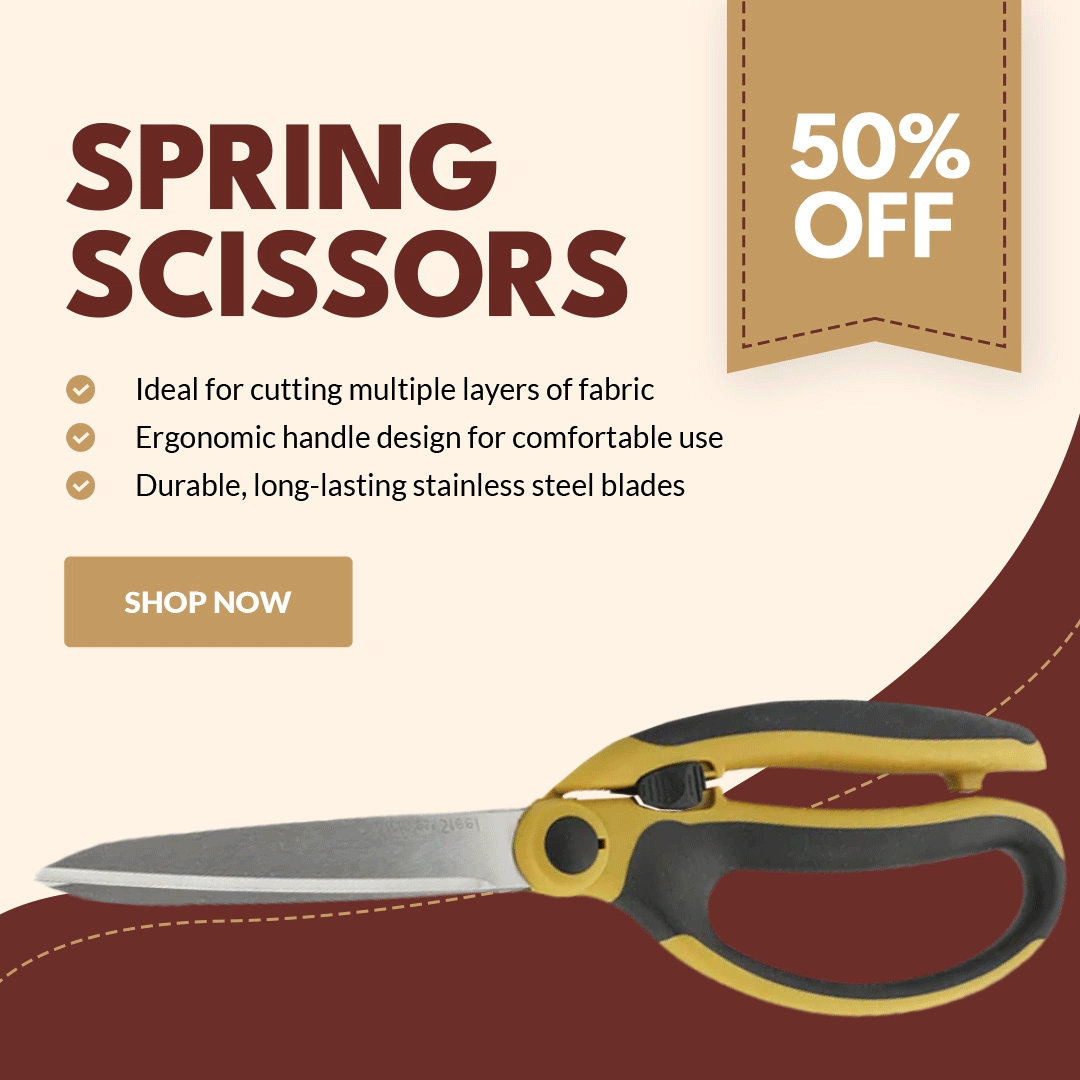 SPRING
SCISSORS
50%
OFF
Ideal for cutting multiple layers of fabric
Ergonomic handle design for comfortable use
Durable, long-lasting stainless steel blades
SHOP NOW